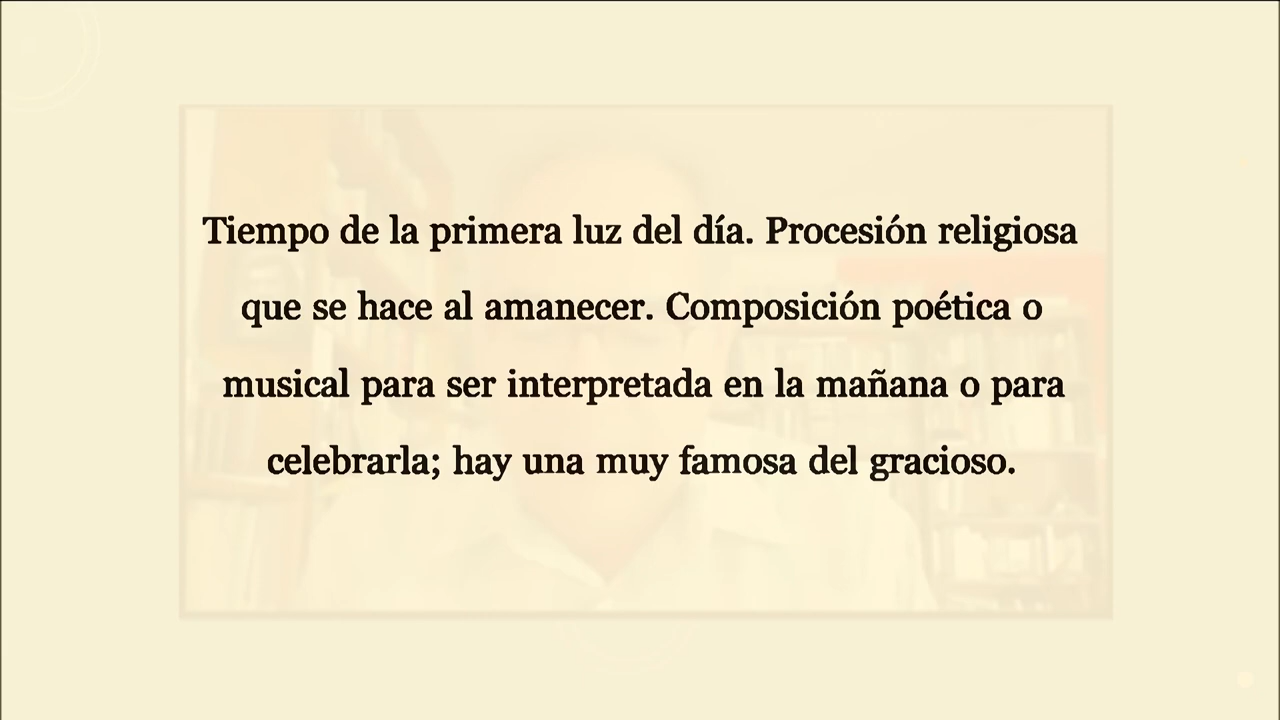 Tiempo de la primera luz del día. Procesión religiosa
que se hace al amanecer. Composición poética o
musical para ser interpretada en la mañana o para
celebrarla; hay una muy famosa del gracioso.